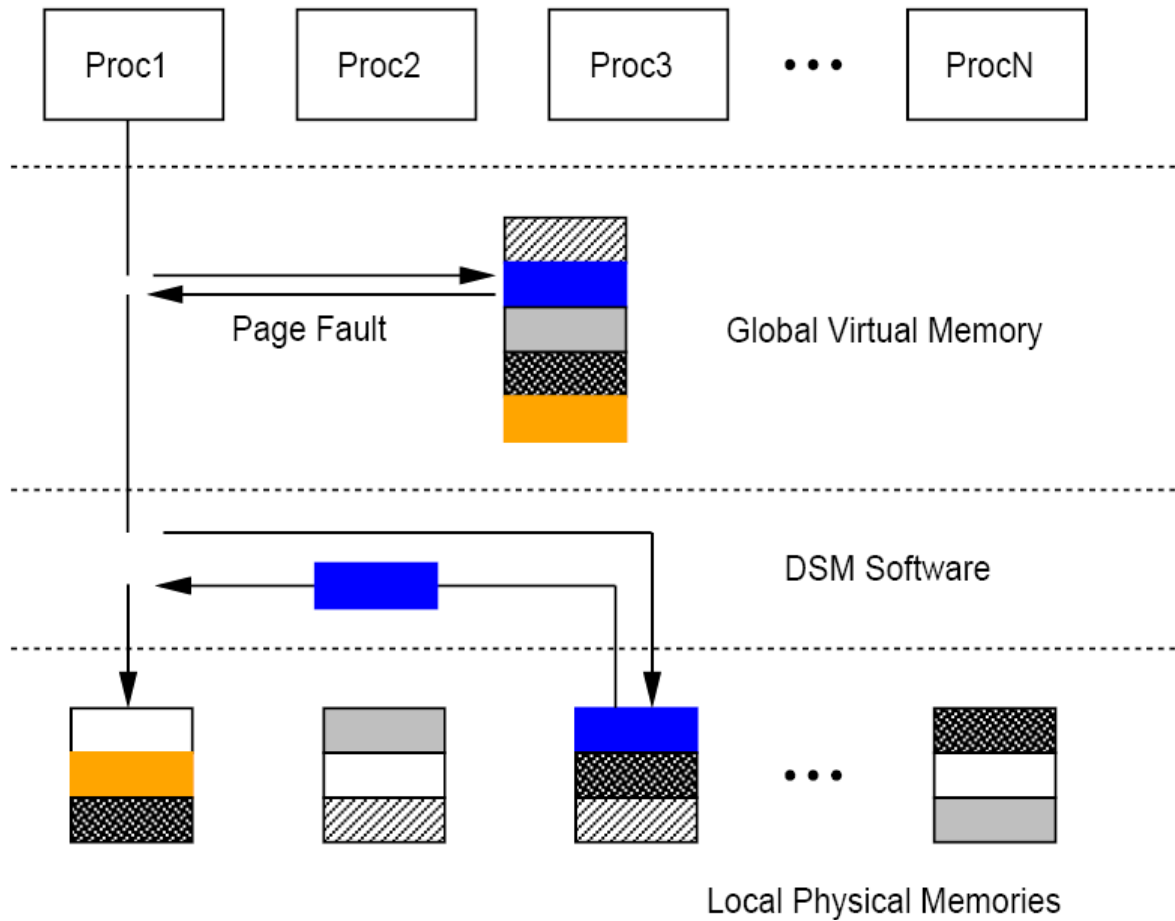 Proc1 Proc2 Proc3 ••• ProcN
Page Fault
Global Virtual Memory
DSM Software
•••
Local Physical Memories